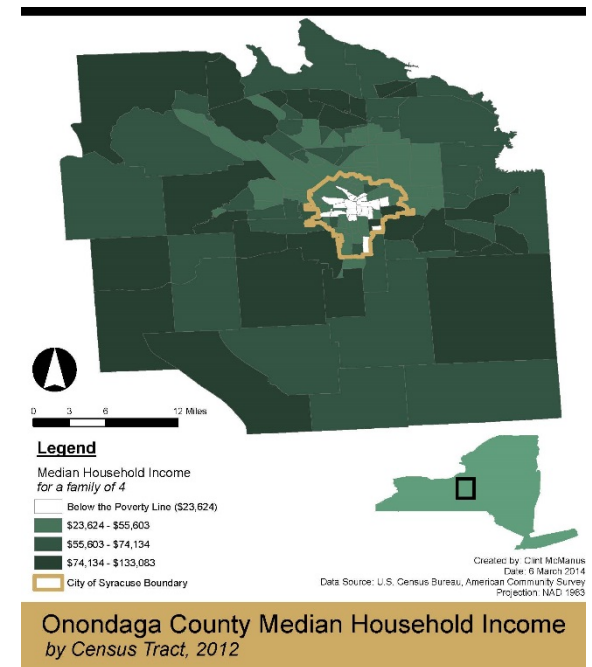 0 3 6 12 Miles
Legend
Median Household Income
for a family of 4
Below the Poverty Line ($23,624)
$23,624 - $55,603
$55,603 - $74,134
$74,134 - $133,083
City of Syracuse Boundary
Created by: Clint McManus
Date: 6 March 2014
Data Source: U.S. Census Bureau, American Community Survey
Projection: NAD 1983
Onondaga County Median Household Income
by Census Tract, 2012